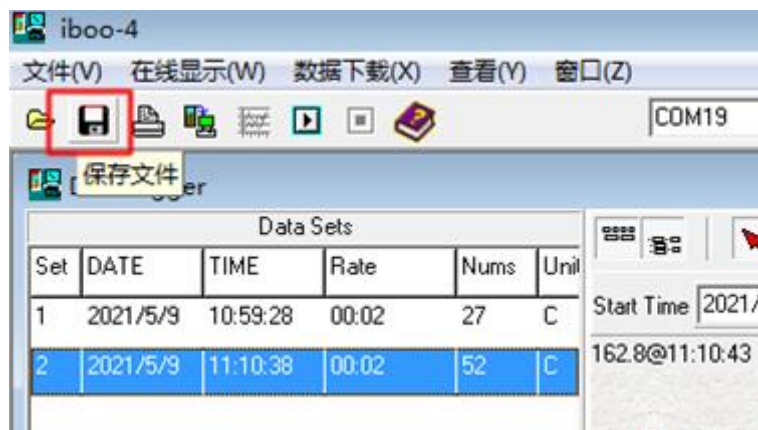 iboo-4
文件(V) 在线显示(W) 数据下载(X) 查看(Y) 窗口(Z)
COM19
保存文件
Data Sets
Set DATE TIME Rate Nums
1 2021/5/9 10:59:28 00:02 27 C
2 2021/5/9 11:10:38 00:02 52 C
Start Time 2021/
162.8@11:10:43